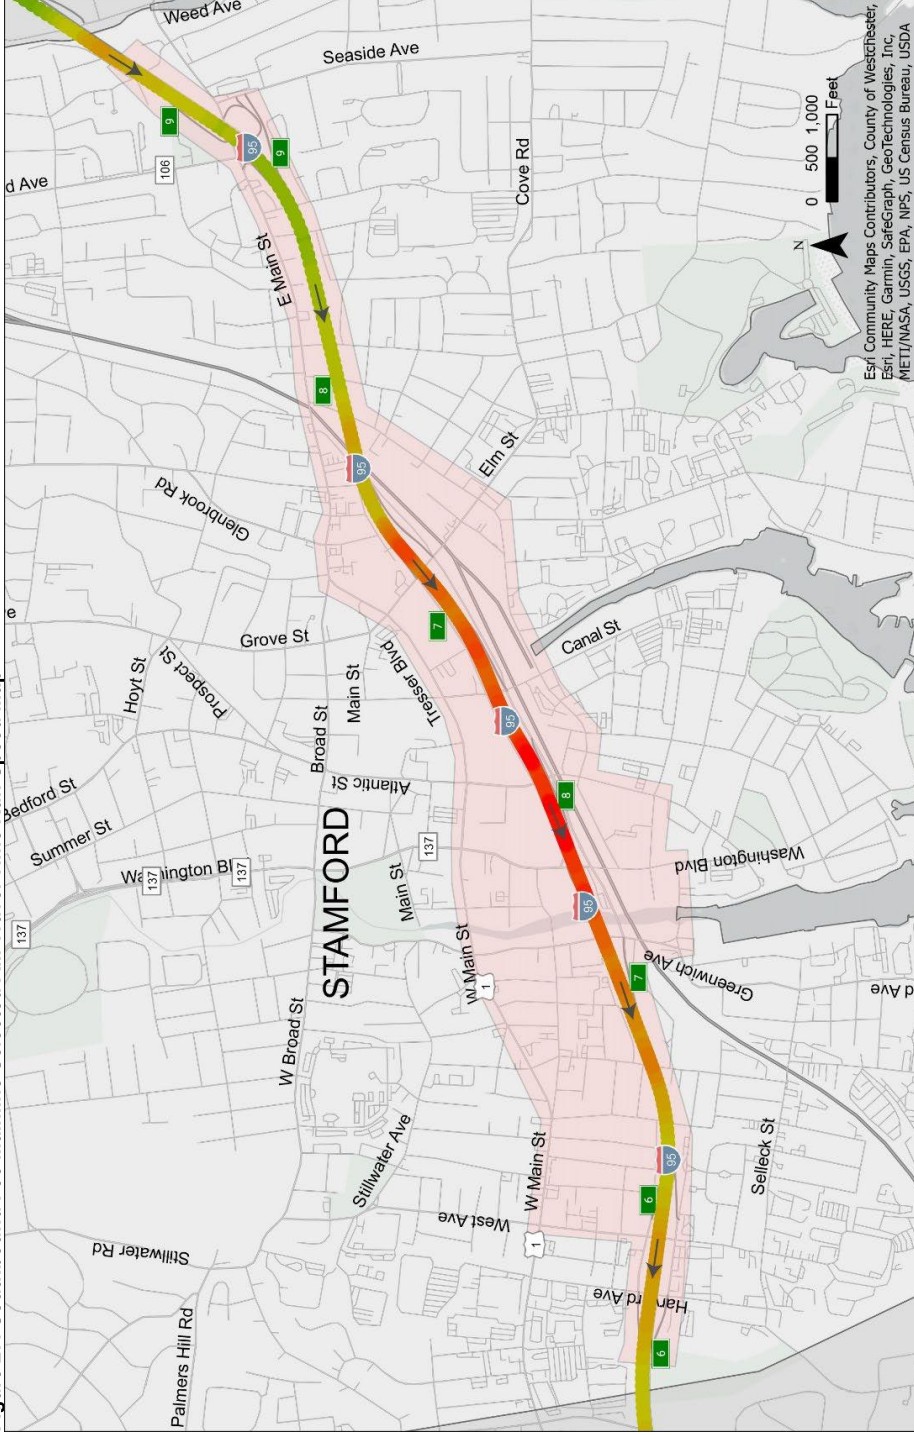 Weed Ave
Seaside Ave
9
95
9
106
d Ave
Cove Rd
E Main St
8
95
Elm St
Glenbrook Rd
e
Grove St
Hoyt St
Prospect St
Main St
Tresser Blvd
7
Canal St
Broad St
95
Bedford St
Summer St
Atlantic St
8
STAMFORD
137
Washington Bl
137
137
137
Main St
Washington Blvd
95
W Main St
1
Greenwich Ave
7
d Ave
W Broad St
Stillwater Ave
W Main St
95
Selleck St
6
West Ave
1
Stillwater Rd
Palmers Hill Rd
Harvard Ave
6
0 500 1,000
Feet
N
Esri Community Maps Contributors, County of Westchester,
Esri, HERE, Garmin, SafeGraph, GeoTechnologies, Inc,
METI/NASA, USGS, EPA, NPS, US Census Bureau, USDA